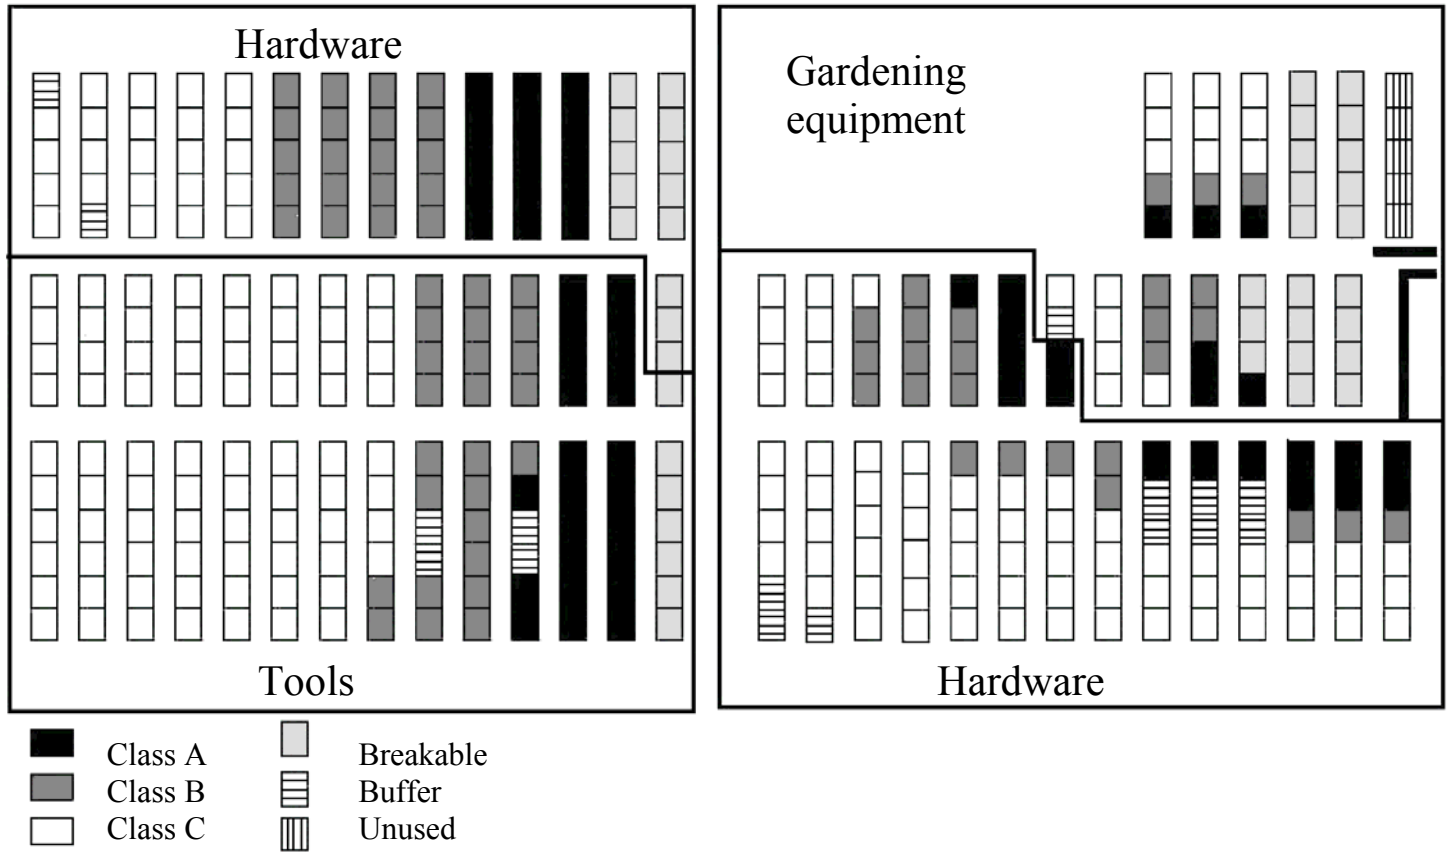 Hardware
Gardening
equipment
Tools
Hardware
Class A
Class B
Class C
Breakable
Buffer
Unused